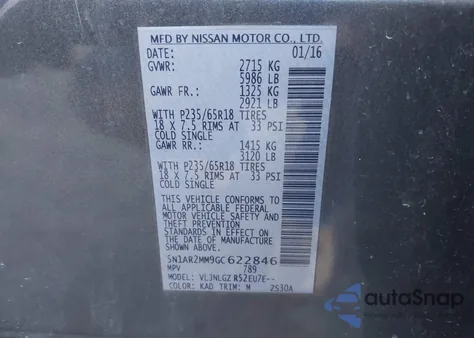 MFD BY NISSAN MOTOR CO., LTD.
DATE: 01/16
GVWR: 2715 KG
5986 LB
GAWR FR.: 1325 KG
2921 LB
WITH P235/65R18 TIRES
18 X 7.5 RIMS AT 33 PSI
COLD SINGLE
GAWR RR.: 1415 KG
3120 LB
WITH P235/65R18 TIRES
18 X 7.5 RIMS AT 33 PSI
COLD SINGLE
THIS VEHICLE CONFORMS TO
ALL APPLICABLE FEDERAL
MOTOR VEHICLE SAFETY AND
STANDARDS IN EFFECT ON
THE DATE OF MANUFACTURE
SHOWN ABOVE.
5N1AR2MM9GC622846
MPV 789
MODEL: VLJNLGZ R52EU7E--
COLOR: KAD TRIM: M 2S30A
autoSnap